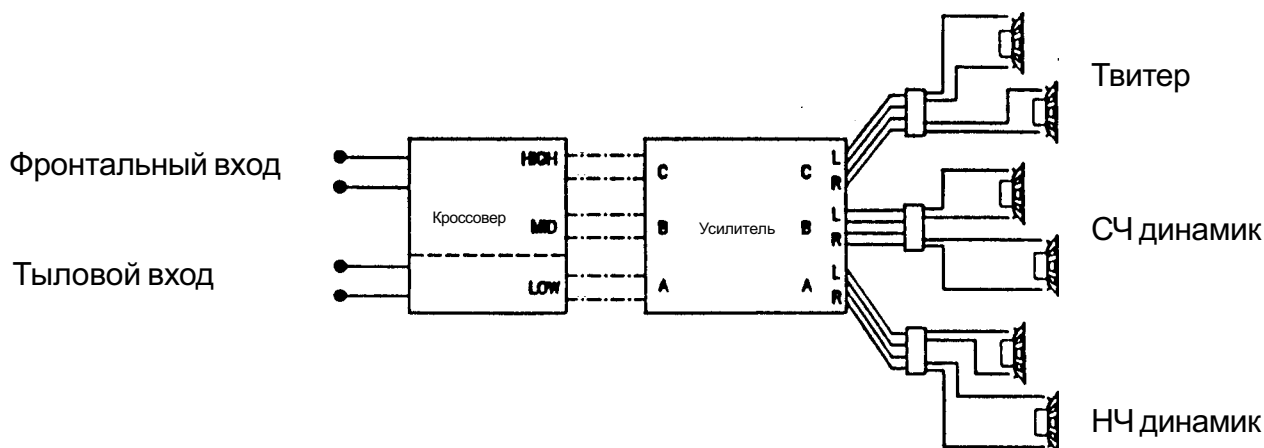 Твитер
Фронтальный вход
HIGH
C
C
L
R
Кроссовер
MID
B
Усилитель
B
L
R
СЧ динамик
Тыловой вход
LOW
A
A
L
R
НЧ динамик